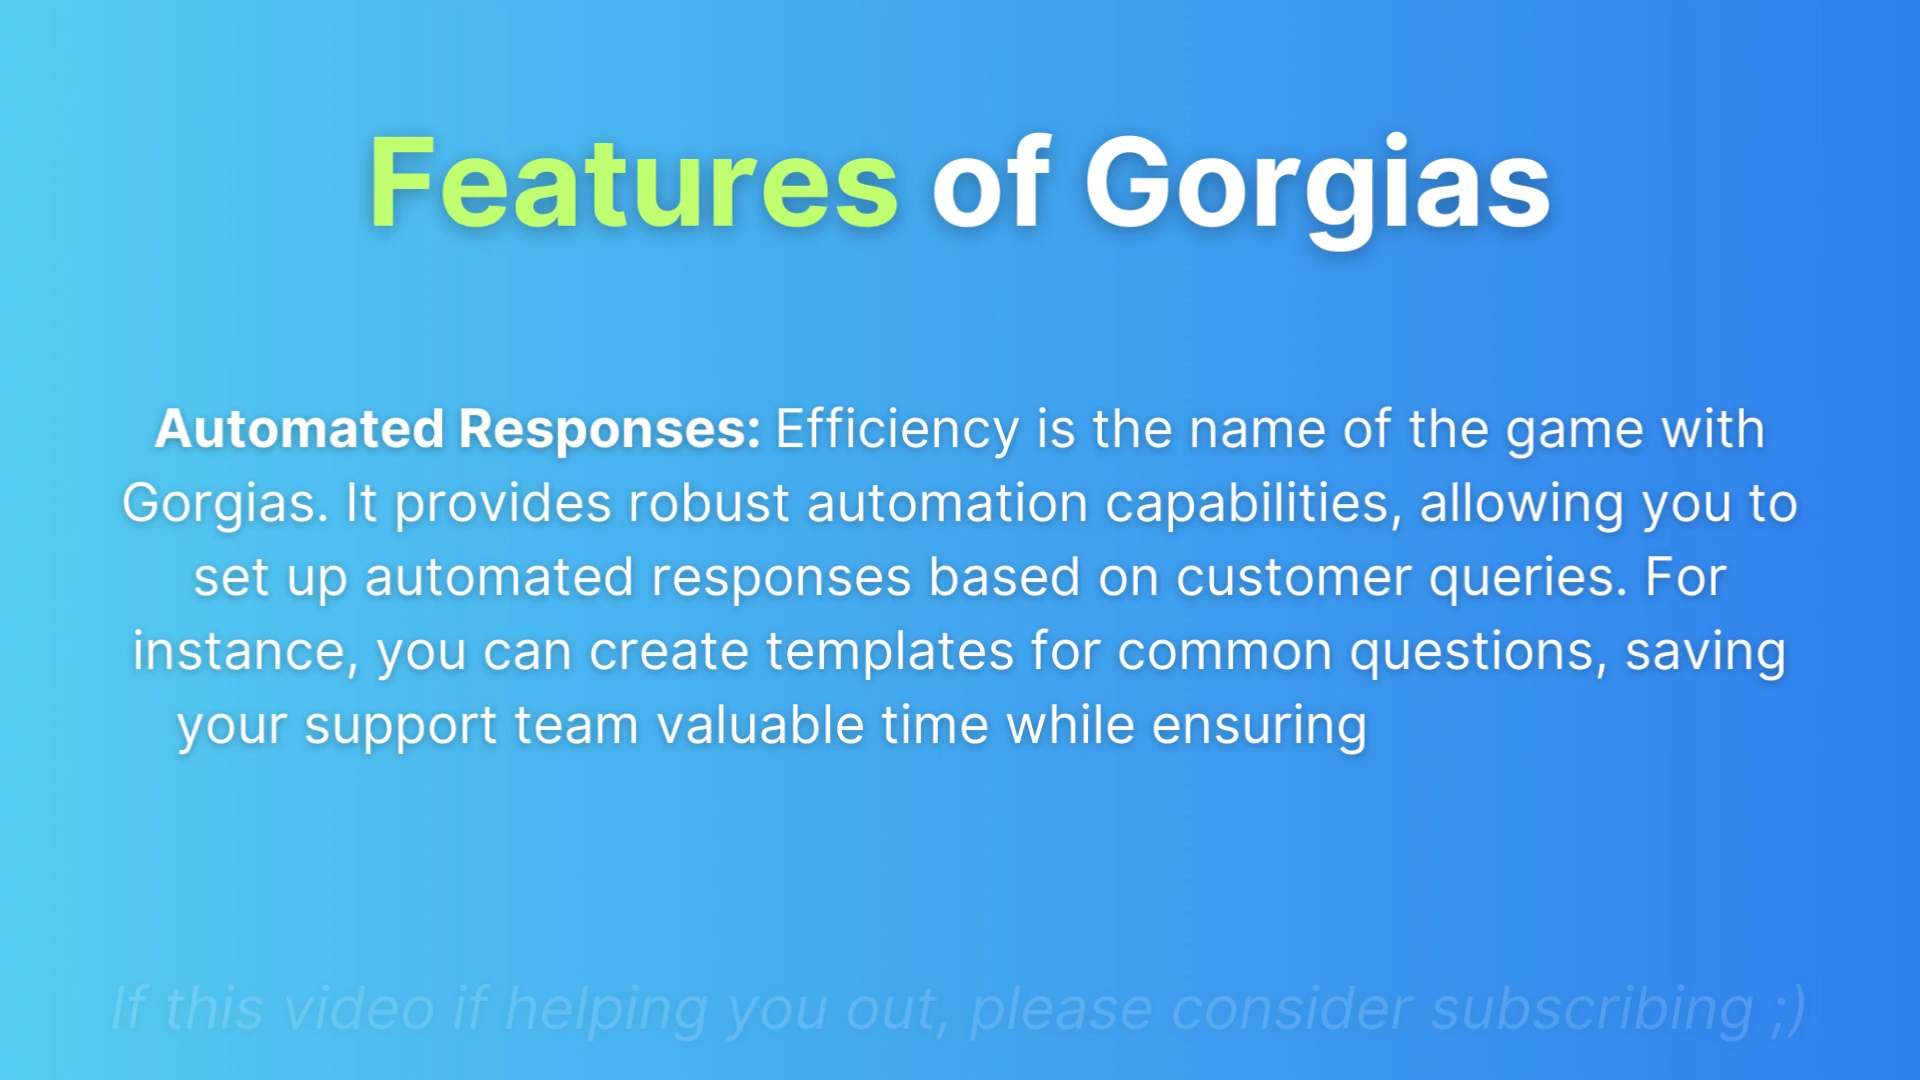 Features of Gorgias
Automated Responses: Efficiency is the name of the game with
Gorgias. It provides robust automation capabilities, allowing you to
set up automated responses based on customer queries. For
instance, you can create templates for common questions, saving
your support team valuable time while ensuring
If this video if helping you out, please consider subscribing ;)